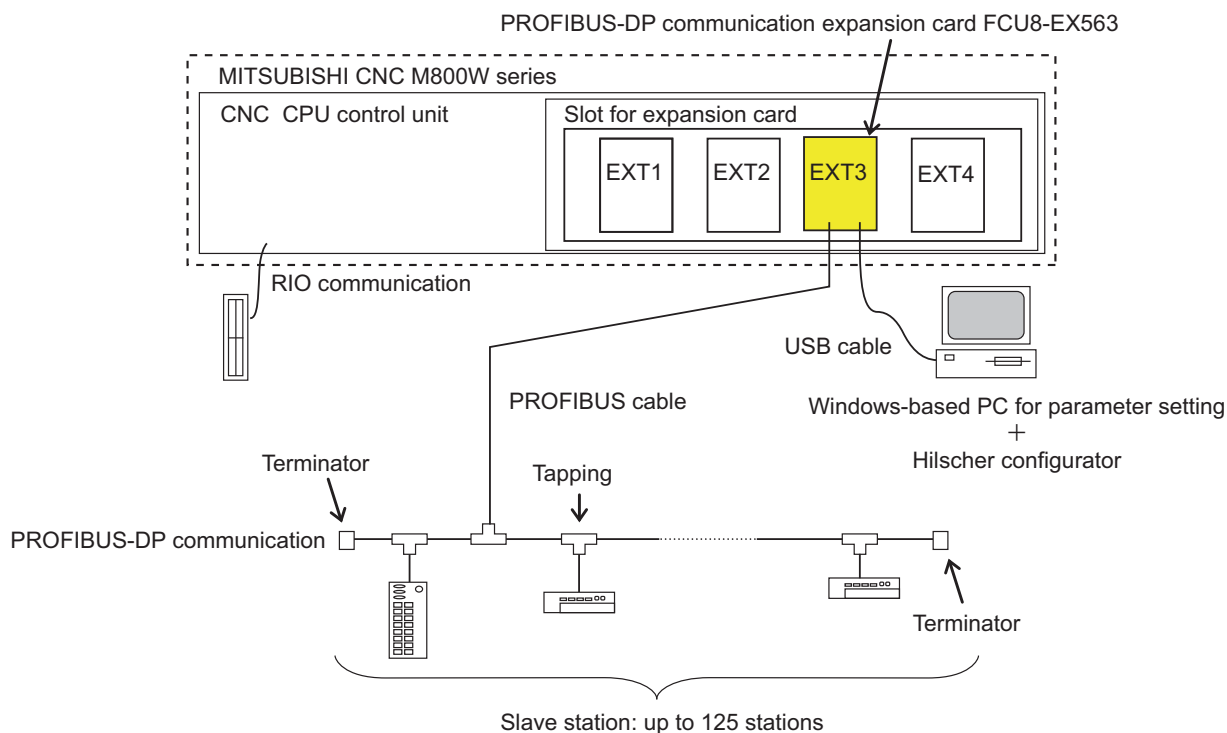 PROFIBUS-DP communication expansion card FCU8-EX563
MITSUBISHI CNC M800W series
CNC CPU control unit
Slot for expansion card
EXT1
EXT2
EXT3
EXT4
RIO communication
USB cable
PROFIBUS cable
Windows-based PC for parameter setting
+
Hilscher configurator
Terminator
Tapping
PROFIBUS-DP communication
Terminator
Slave station: up to 125 stations